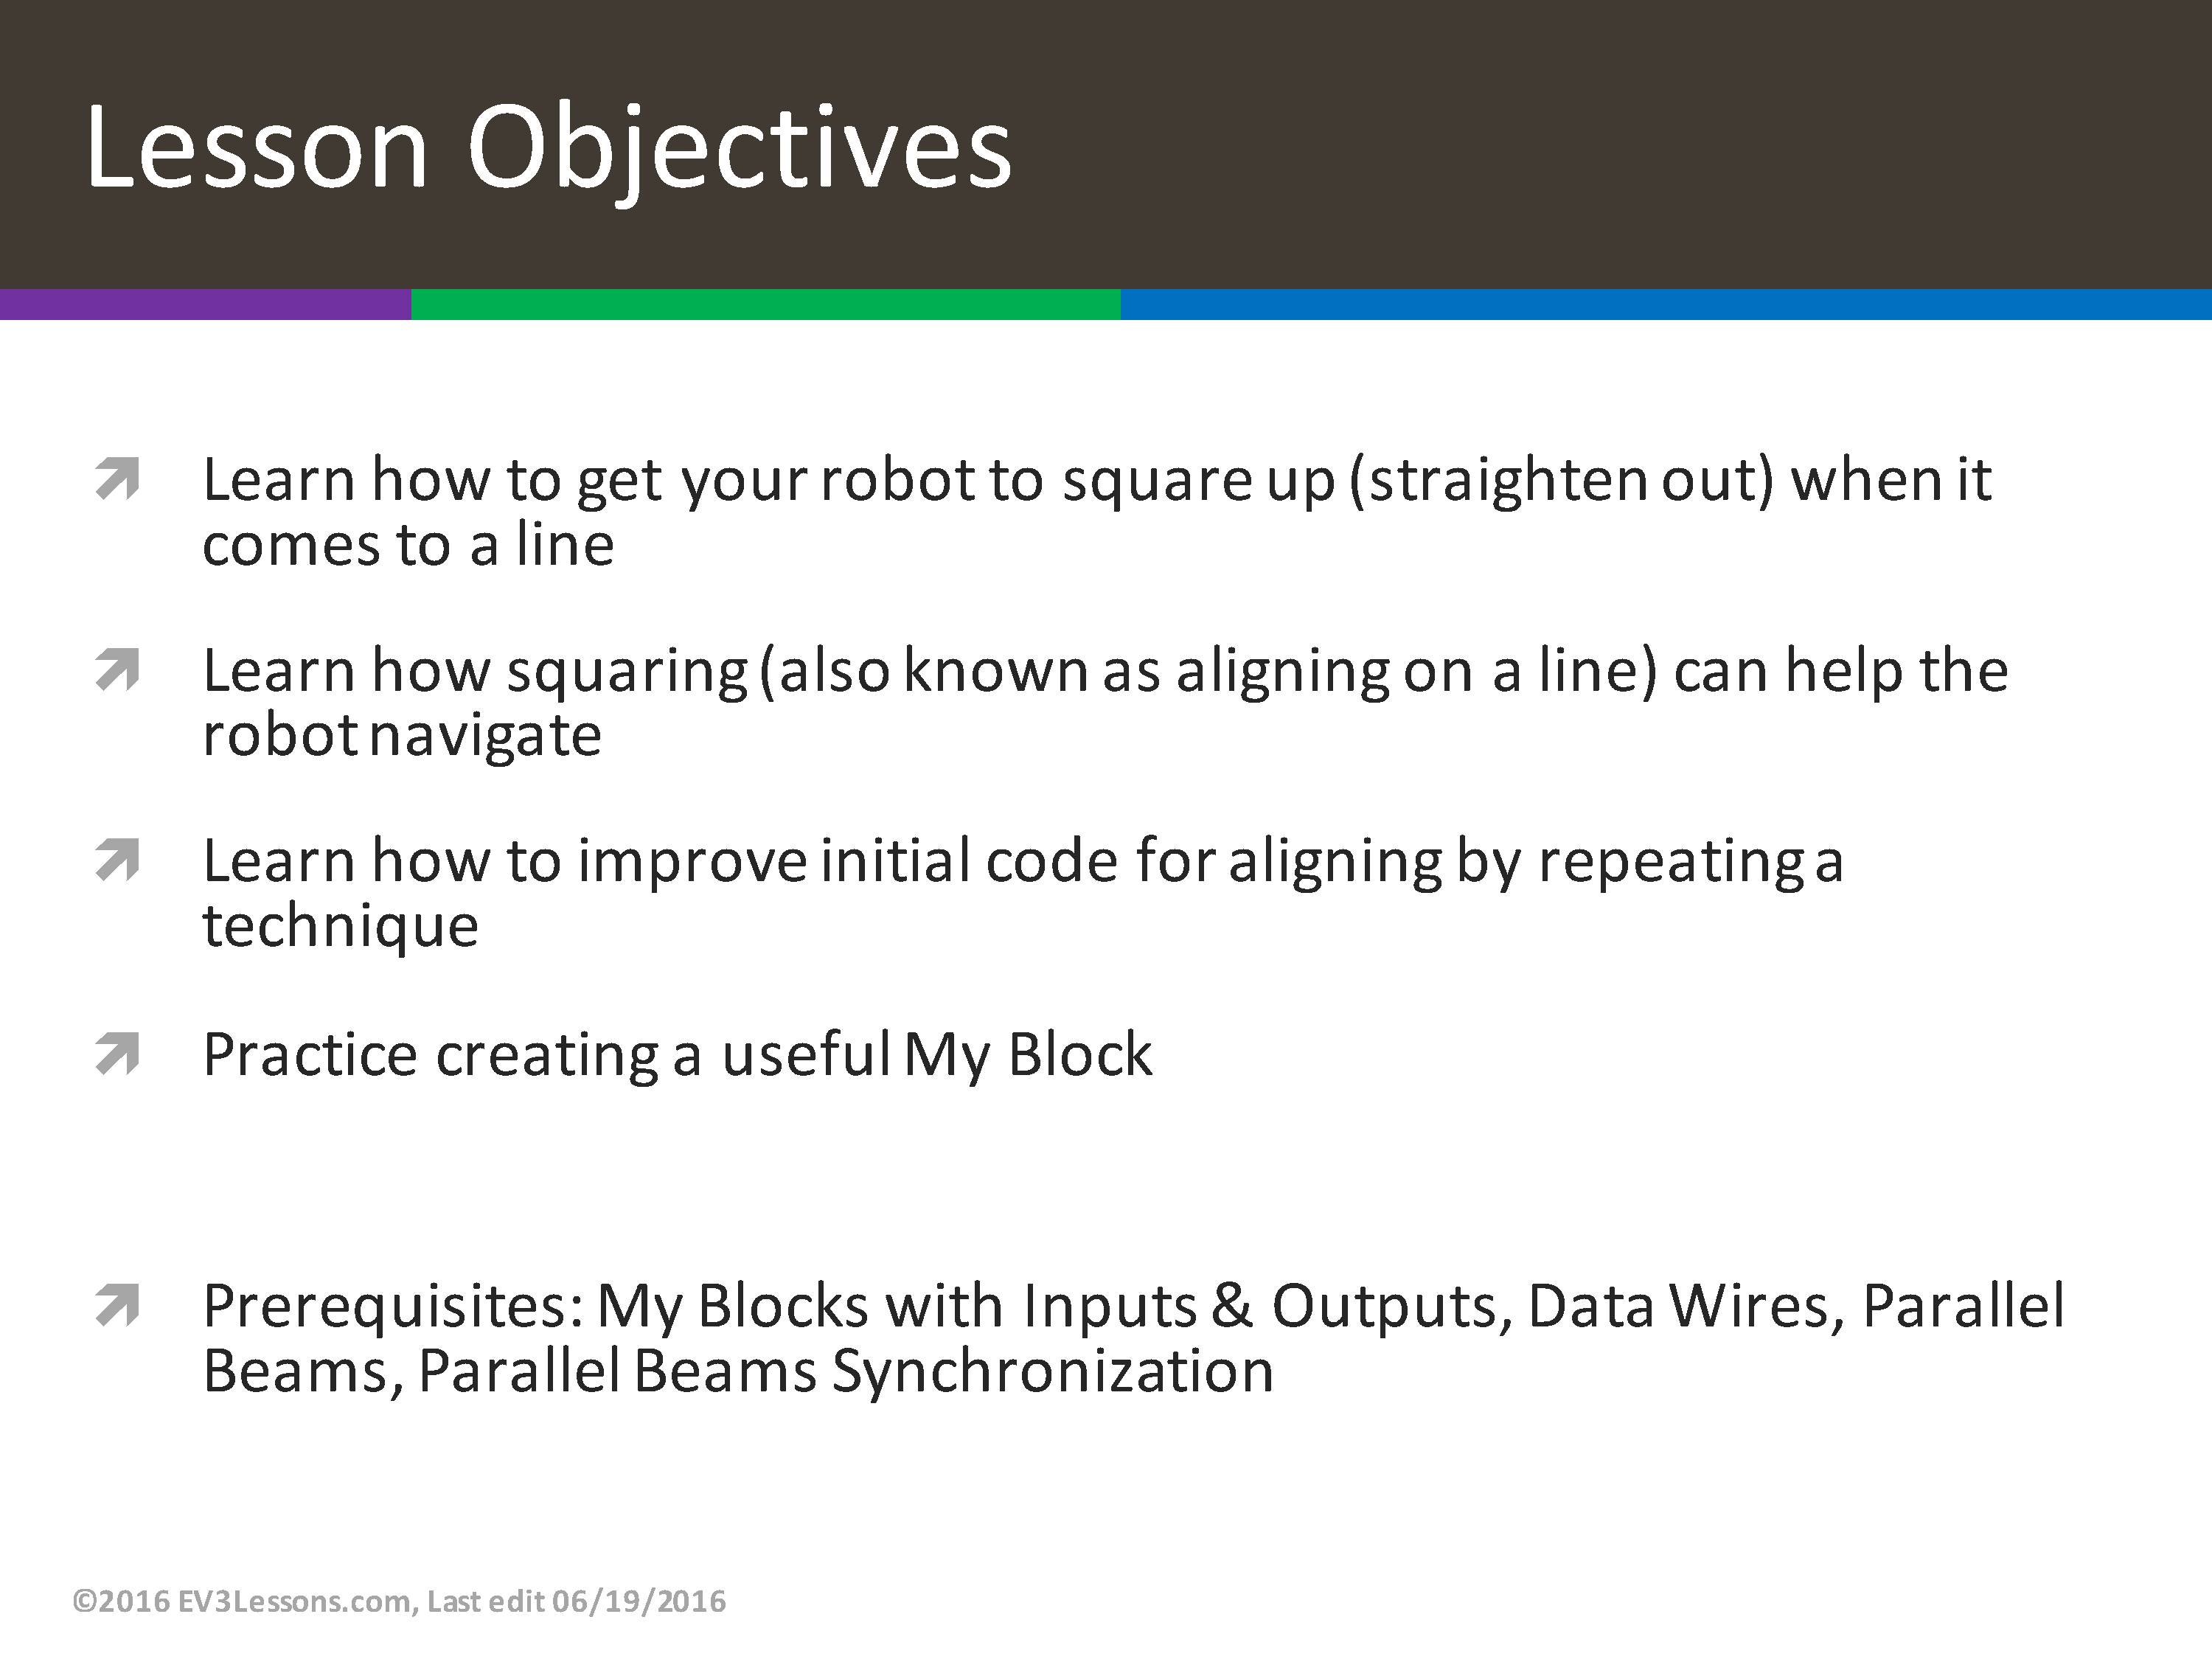 Lesson Objectives
Learn how to get your robot to square up (straighten out) when it
comes to a line
Learn how squaring (also known as aligning on a line) can help the
robot navigate
Learn how to improve initial code for aligning by repeating a
technique
Practice creating a useful My Block
Prerequisites: My Blocks with Inputs & Outputs, Data Wires, Parallel
Beams, Parallel Beams Synchronization
©2016 EV3Lessons.com, Last edit 06/19/2016